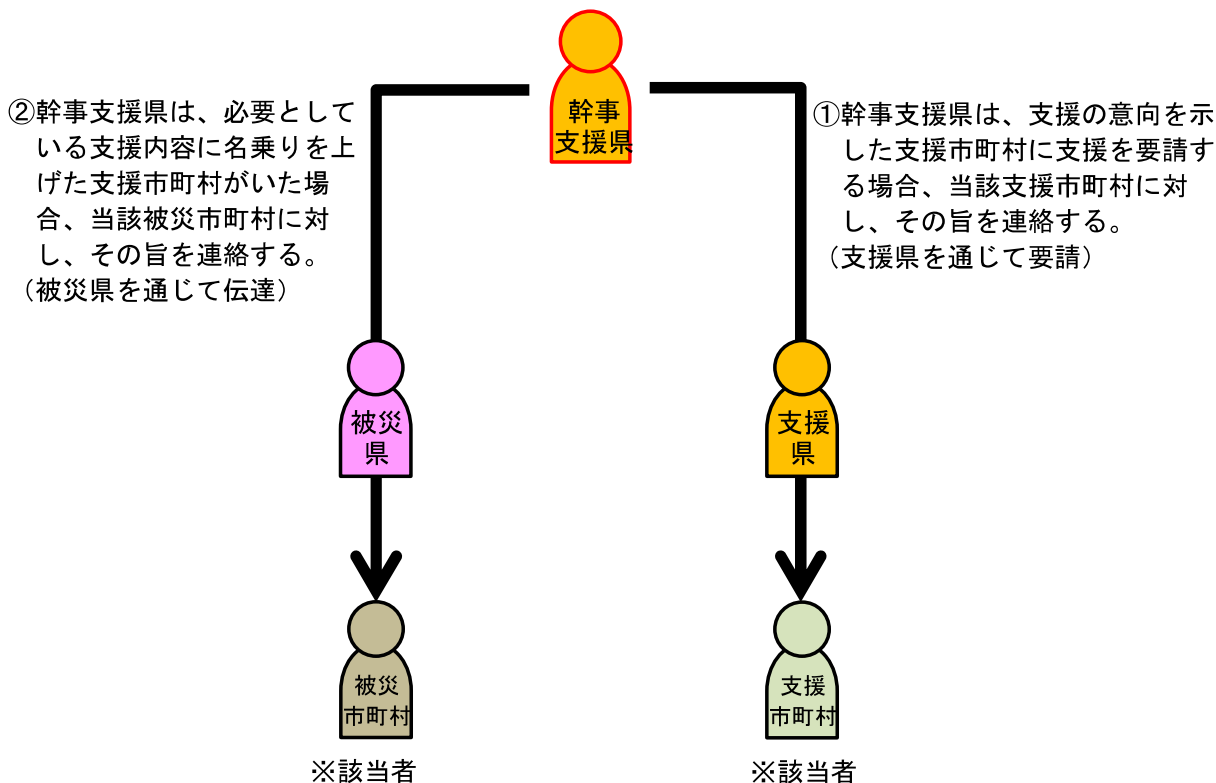 幹事
支援県
②幹事支援県は、必要として
いる支援内容に名乗りを上
げた支援市町村がいた場
合、当該被災市町村に対
し、その旨を連絡する。
（被災県を通じて伝達）
①幹事支援県は、支援の意向を示
した支援市町村に支援を要請す
る場合、当該支援市町村に対
し、その旨を連絡する。
（支援県を通じて要請）
被災
県
支援
県
被災
市町村
支援
市町村
※該当者
※該当者